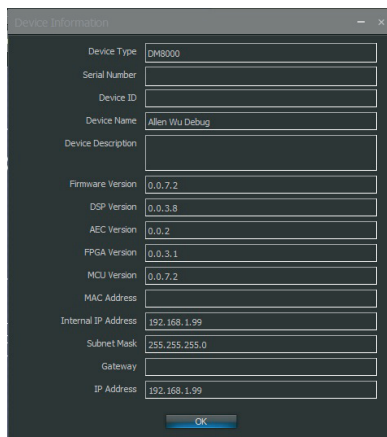 Device Information
Device Type DM8000
Serial Number
Device ID
Device Name Allen Wu Debug
Device Description
Firmware Version 0.0.7.2
DSP Version 0.0.3.8
AEC Version 0.0.2
FPGA Version 0.0.3.1
MCU Version 0.0.7.2
MAC Address
Internal IP Address 192.168.1.99
Subnet Mask 255.255.255.0
Gateway
IP Address 192.168.1.99
OK